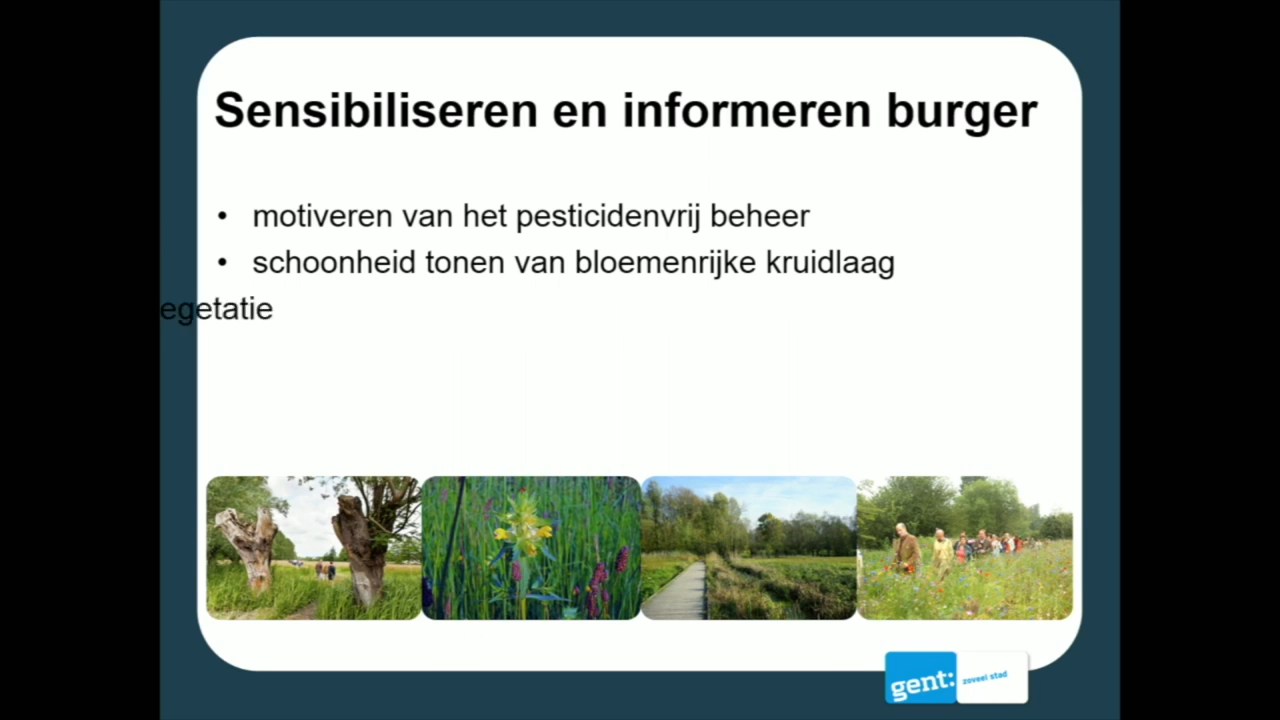 Sensibiliseren en informeren burger
• motiveren van het pesticidenvrij beheer
• schoonheid tonen van bloemenrijke kruidlaag
egetatie
gent:
zoveel stad